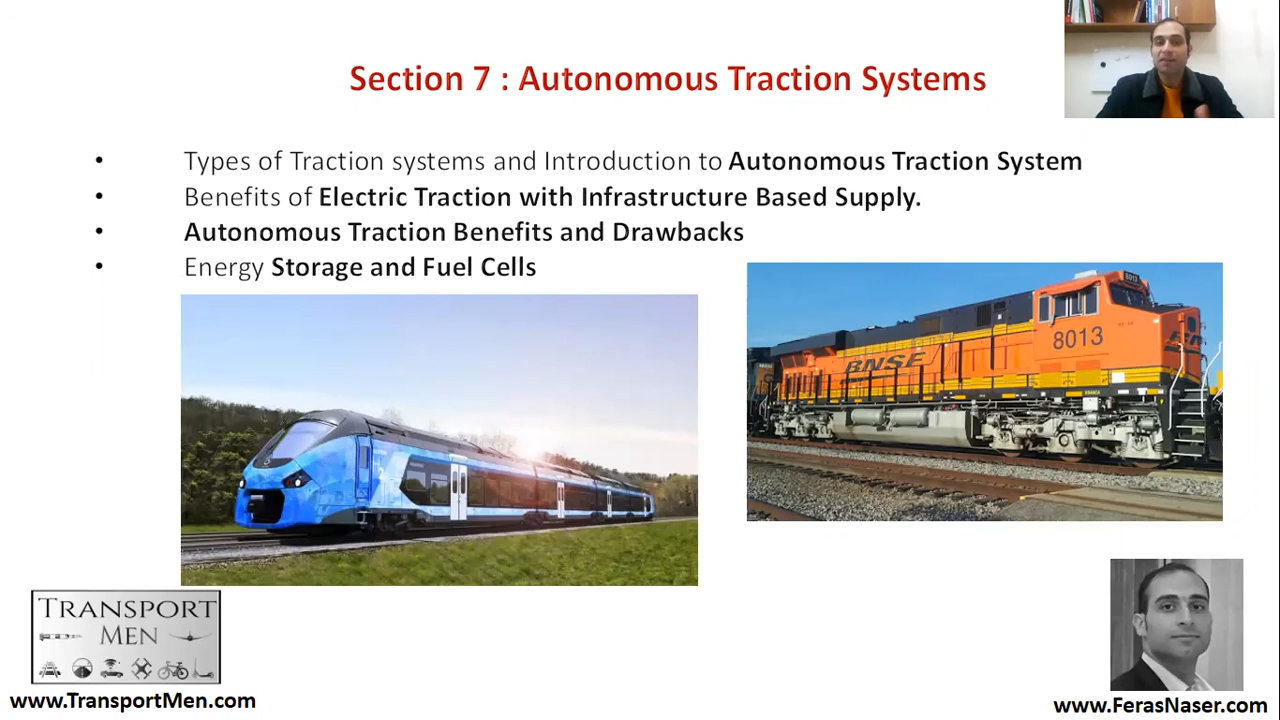 Section 7 : Autonomous Traction Systems
• Types of Traction systems and Introduction to Autonomous Traction System
• Benefits of Electric Traction with Infrastructure Based Supply.
• Autonomous Traction Benefits and Drawbacks
• Energy Storage and Fuel Cells
8013
8013
BNSF
TRANSPORT
MEN
www.TransportMen.com
www.FerasNaser.com